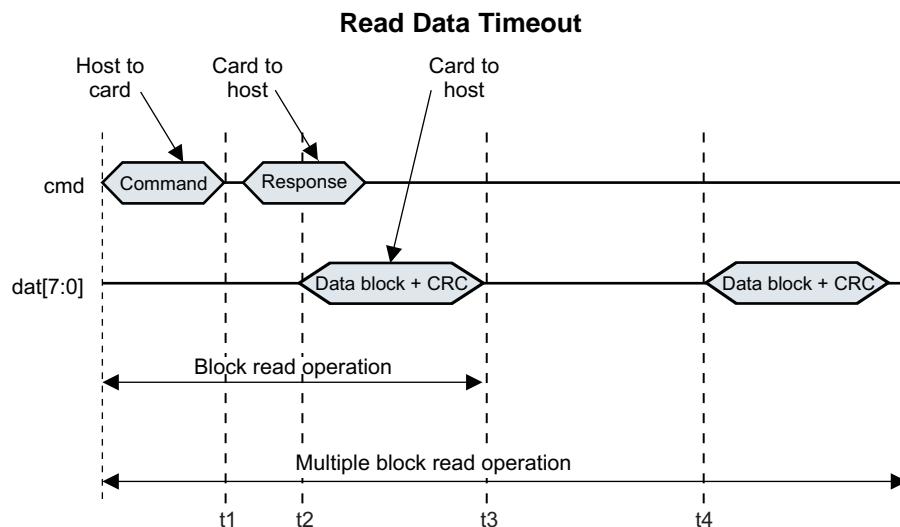 Read Data Timeout
Host to
card
Card to
host
Card to
host
cmd
Command
Response
dat[7:0]
Data block + CRC
Data block + CRC
Block read operation
Multiple block read operation
t1
t2
t3
t4